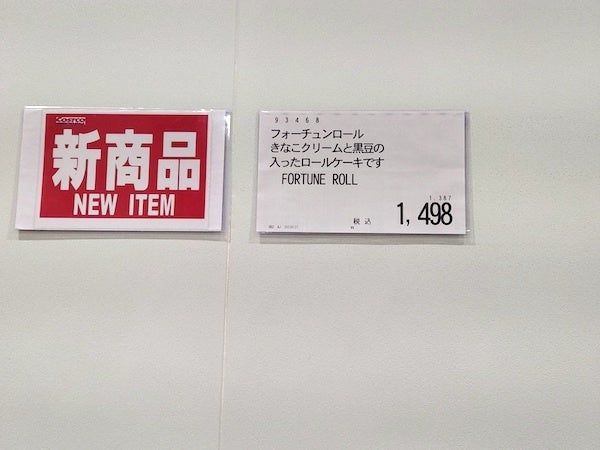 COSTCO
新商品
NEW ITEM
93468
フォーチュンロール
きなこクリームと黒豆の
入ったロールケーキです
FORTUNE ROLL
1,387
税込
1,498